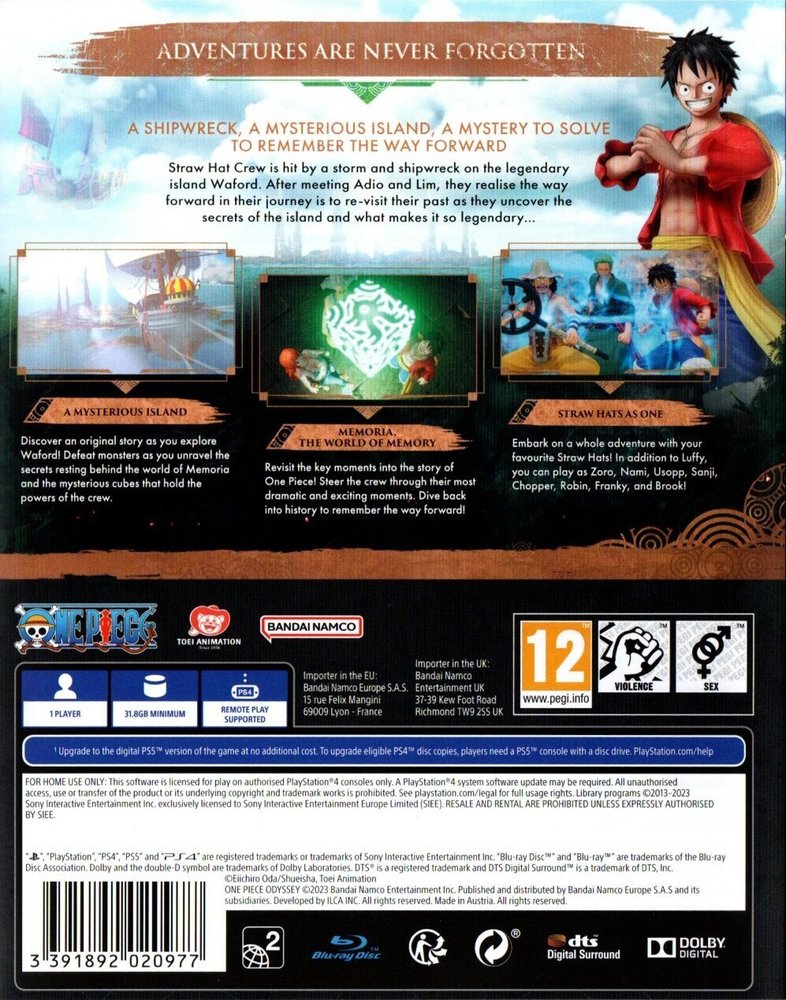 ADVENTURES ARE NEVER FORGOTTEN
A SHIPWRECK, A MYSTERIOUS ISLAND, A MYSTERY TO SOLVE
TO REMEMBER THE WAY FORWARD
Straw Hat Crew is hit by a storm and shipwreck on the legendary
island Waford. After meeting Adio and Lim, they realise the way
forward in their journey is to re-visit their past as they uncover the
secrets of the island and what makes it so legendary...
A MYSTERIOUS ISLAND
Discover an original story as you explore
Waford! Defeat monsters as you unravel the
secrets resting behind the world of Memoria
and the mysterious cubes that hold the
powers of the crew.
MEMORIA,
THE WORLD OF MEMORY
Revisit the key moments into the story of
One Piece! Steer the crew through their most
dramatic and exciting moments. Dive back
into history to remember the way forward!
STRAW HATS AS ONE
Embark on a whole adventure with your
favourite Straw Hats! In addition to Luffy,
you can play as Zoro, Nami, Usopp, Sanji,
Chopper, Robin, Franky, and Brook!
ONE PIECE
TOEI ANIMATION
Since 1956
BANDAI NAMCO
1 PLAYER
31.8GB MINIMUM
PS4
REMOTE PLAY
SUPPORTED
Importer in the EU:
Bandai Namco Europe S.A.S.
15 rue Felix Mangini
69009 Lyon - France
Importer in the UK:
Bandai Namco
Entertainment UK
37-39 Kew Foot Road
Richmond TW9 2SS UK
12
www.pegi.info
VIOLENCE
SEX
¹ Upgrade to the digital PS5™ version of the game at no additional cost. To upgrade eligible PS4™ disc copies, players need a PS5™ console with a disc drive. PlayStation.com/help
FOR HOME USE ONLY: This software is licensed for play on authorised PlayStation®4 consoles only. A PlayStation®4 system software update may be required. All unauthorised
access, use or transfer of the product or its underlying copyright and trademark works is prohibited. See playstation.com/legal for full usage rights. Library programs ©2013-2023
Sony Interactive Entertainment Inc. exclusively licensed to Sony Interactive Entertainment Europe Limited (SIEE). RESALE AND RENTAL ARE PROHIBITED UNLESS EXPRESSLY AUTHORISED
BY SIEE.
"", "PlayStation", "PS4", "PS5" and "PS4" are registered trademarks or trademarks of Sony Interactive Entertainment Inc. "Blu-ray Disc™" and "Blu-ray™" are trademarks of the Blu-ray
Disc Association. Dolby and the double-D symbol are trademarks of Dolby Laboratories. DTS® is a registered trademark and DTS Digital Surround™ is a trademark of DTS, Inc.
©Eiichiro Oda/Shueisha, Toei Animation
ONE PIECE ODYSSEY ©2023 Bandai Namco Entertainment Inc. Published and distributed by Bandai Namco Europe S.A.S and its
subsidiaries. Developed by ILCA INC. All rights reserved. Made in Austria. All rights reserved.
3 391892 020977
2
Blu-ray Disc
dts
Digital Surround
DOLBY
DIGITAL